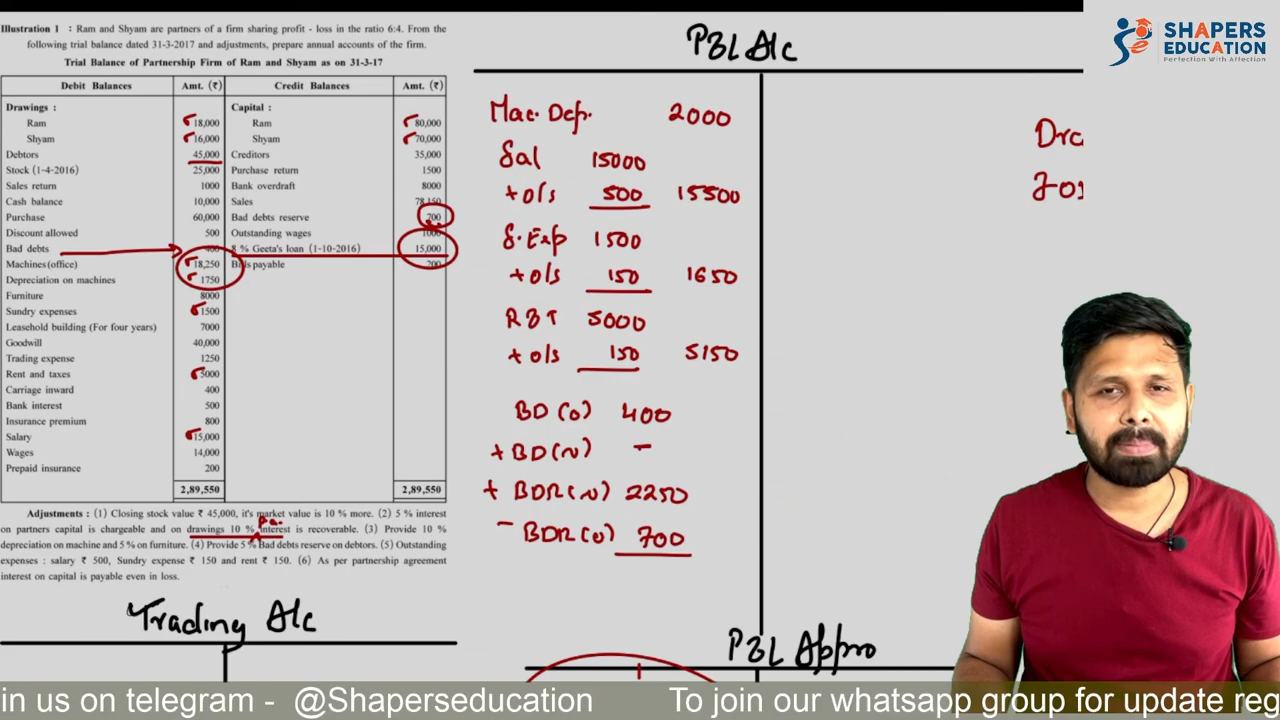 Illustration 1 : Ram and Shyam are partners of a firm sharing profit - loss in the ratio 6:4. From the
following trial balance dated 31-3-2017 and adjustments, prepare annual accounts of the firm.
Trial Balance of Partnership Firm of Ram and Shyam as on 31-3-17
Debit Balances Amt. (₹) Credit Balances Amt. (₹)
Drawings : Capital :
Ram 18,000 Ram 80,000
Shyam 16,000 Shyam 70,000
Debtors 45,000 Creditors 35,000
Stock (1-4-2016) 25,000 Purchase return 1500
Sales return 1000 Bank overdraft 8000
Cash balance 10,000 Sales 78,150
Purchase 60,000 Bad debts reserve 700
Discount allowed 500 Outstanding wages 1000
Bad debts 400 8 % Geeta's loan (1-10-2016) 15,000
Machines (office) 18,250 Bills payable 200
Depreciation on machines 1750
Furniture 8000
Sundry expenses 1500
Leasehold building (For four years) 7000
Goodwill 40,000
Trading expense 1250
Rent and taxes 5000
Carriage inward 400
Bank interest 500
Insurance premium 800
Salary 15,000
Wages 14,000
Prepaid insurance 200
2,89,550 2,89,550
Adjustments : (1) Closing stock value ₹ 45,000, it's market value is 10 % more. (2) 5 % interest
pa.
on partners capital is chargeable and on drawings 10 % interest is recoverable. (3) Provide 10 %
depreciation on machine and 5 % on furniture. (4) Provide 5 % Bad debts reserve on debtors. (5) Outstanding
expenses : salary ₹ 500, Sundry expense ₹ 150 and rent ₹ 150. (6) As per partnership agreement
interest on capital is payable even in loss.
Trading A/c
P&L A/c
Mac. Dep. 2000
Sal 15000
+ o/s 500 15500
S. Exp 1500
+ o/s 150 1650
R & T 5000
+ o/s 150 5150
BD (o) 400
+ BD (N) -
+ BDR (N) 2250
- BDR (o) 700
P&L Appro
SHAPERS
EDUCATION
Perfection With Affection
in us on telegram - @Shaperseducation To join our whatsapp group for update reg